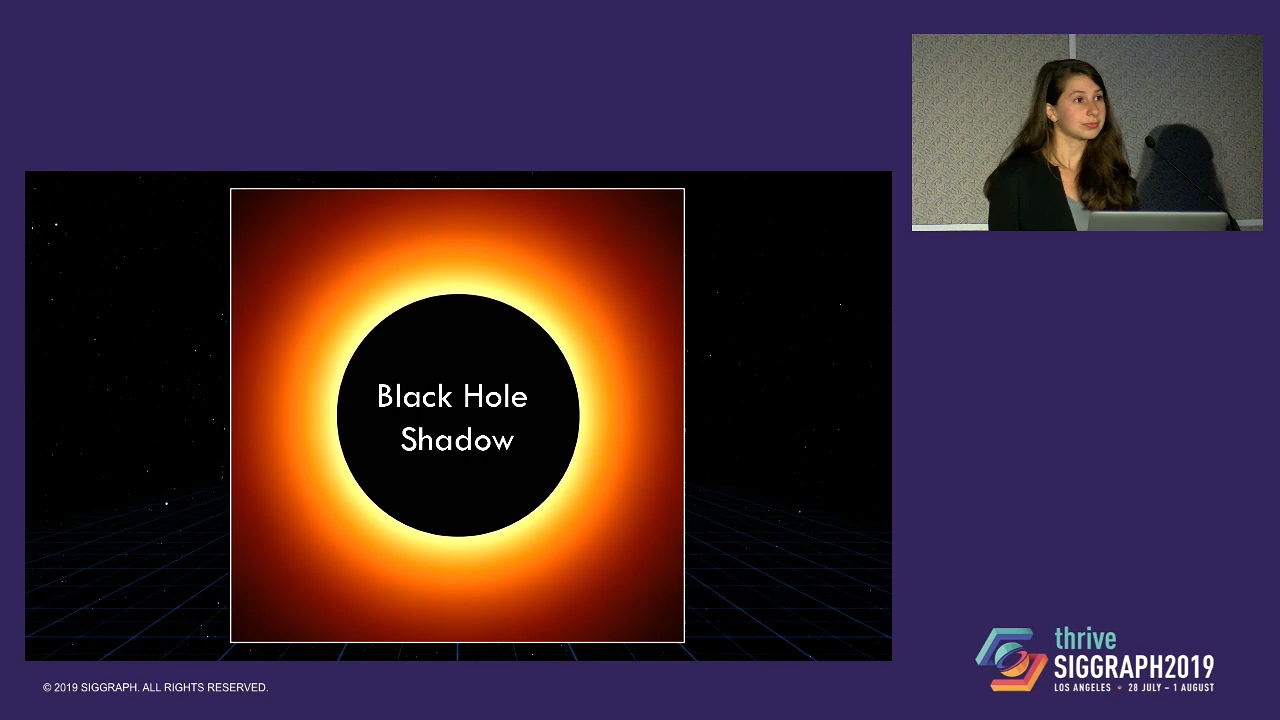 Black Hole
Shadow
© 2019 SIGGRAPH. ALL RIGHTS RESERVED.
thrive
SIGGRAPH2019
LOS ANGELES • 28 JULY – 1 AUGUST